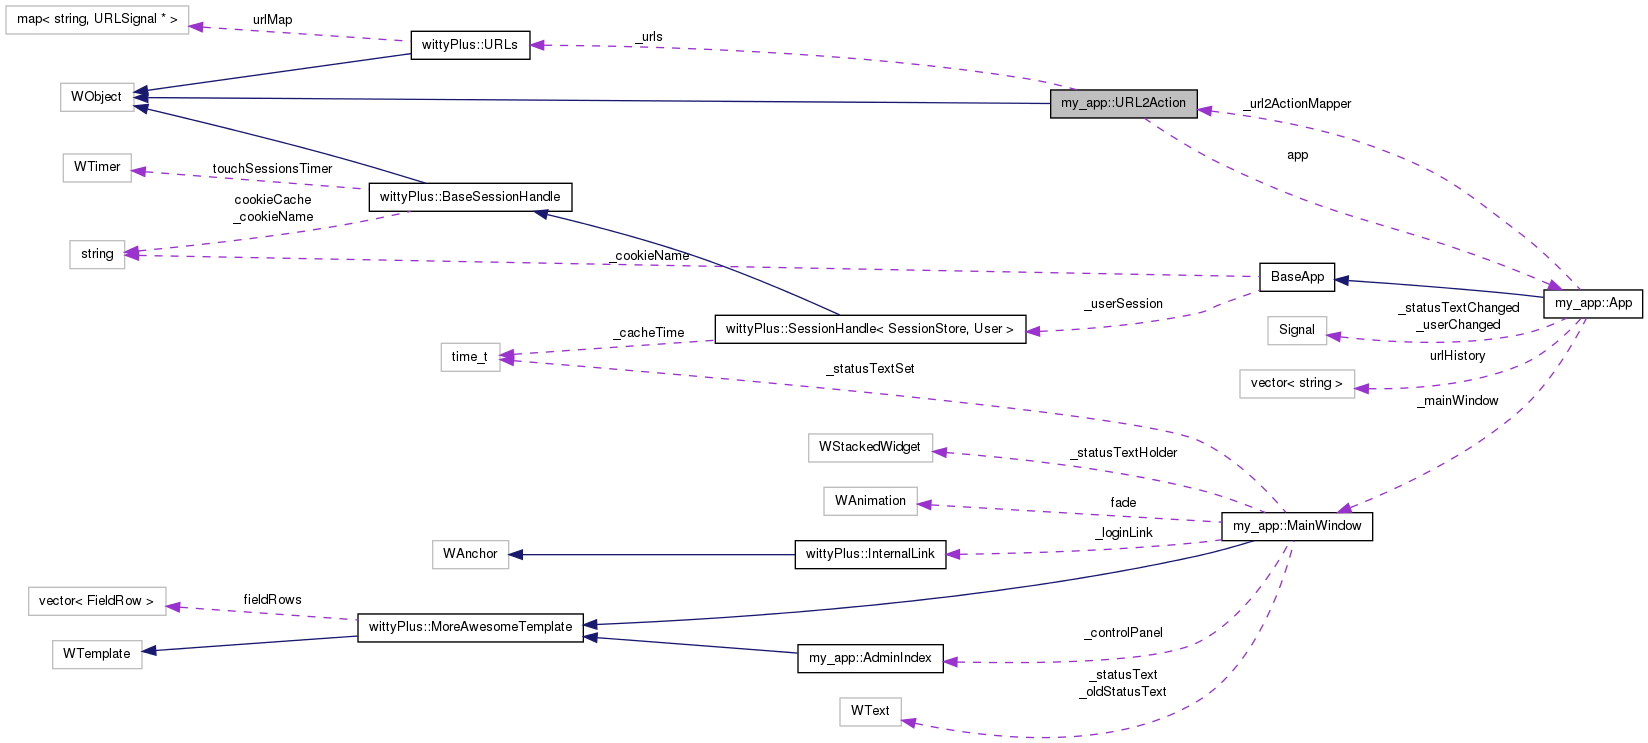 map< string, URLSignal * >
urlMap
wittyPlus::URLs
_urls
WObject
my_app::URL2Action
_url2ActionMapper
app
WTimer
touchSessionsTimer
wittyPlus::BaseSessionHandle
cookieCache
_cookieName
string
_cookieName
BaseApp
my_app::App
_userSession
_statusTextChanged
_userChanged
Signal
wittyPlus::SessionHandle< SessionStore, User >
_cacheTime
time_t
urlHistory
_statusTextSet
vector< string >
_mainWindow
WStackedWidget
_statusTextHolder
WAnimation
fade
my_app::MainWindow
_loginLink
WAnchor
wittyPlus::InternalLink
vector< FieldRow >
fieldRows
wittyPlus::MoreAwesomeTemplate
_controlPanel
WTemplate
my_app::AdminIndex
_statusText
_oldStatusText
WText